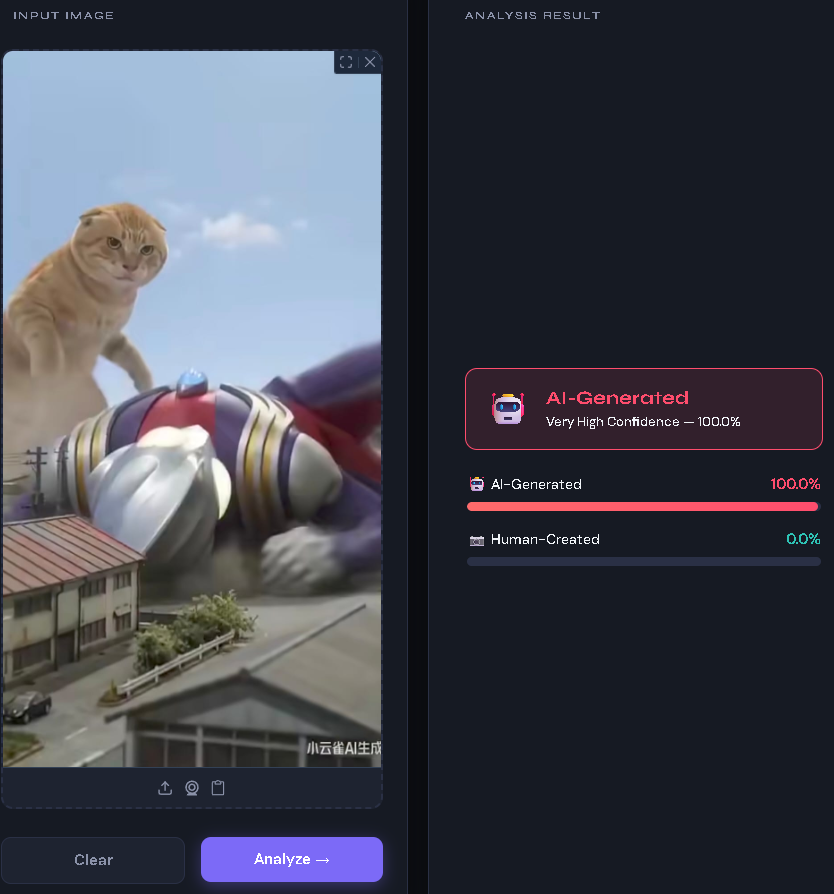 INPUT IMAGE
小云雀AI生成
Clear
Analyze →
ANALYSIS RESULT
AI-Generated
Very High Confidence — 100.0%
AI-Generated
100.0%
Human-Created
0.0%